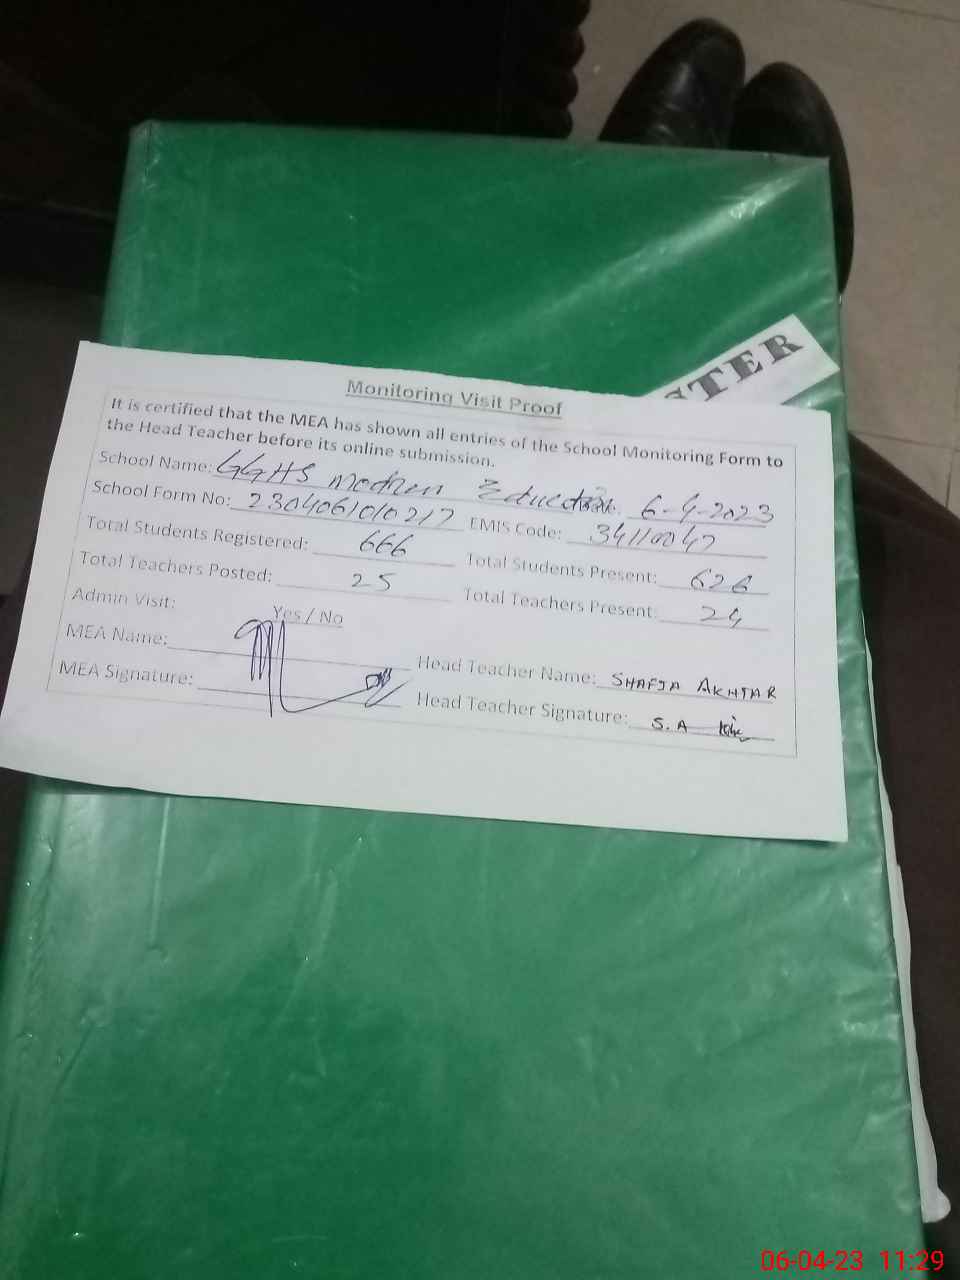 STER
Monitoring Visit Proof
It is certified that the MEA has shown all entries of the School Monitoring Form to
the Head Teacher before its online submission.
School Name: GGHS Modren Education. 6-4-2023
School Form No: 2304061010217 EMIS Code: 34110047
Total Students Registered: 666 Total Students Present: 626
Total Teachers Posted: 25 Total Teachers Present: 24
Admin Visit: Yes / No
MEA Name: Head Teacher Name: SHAFIA AKHTAR
MEA Signature: Head Teacher Signature: S.A
06-04-23 11:29